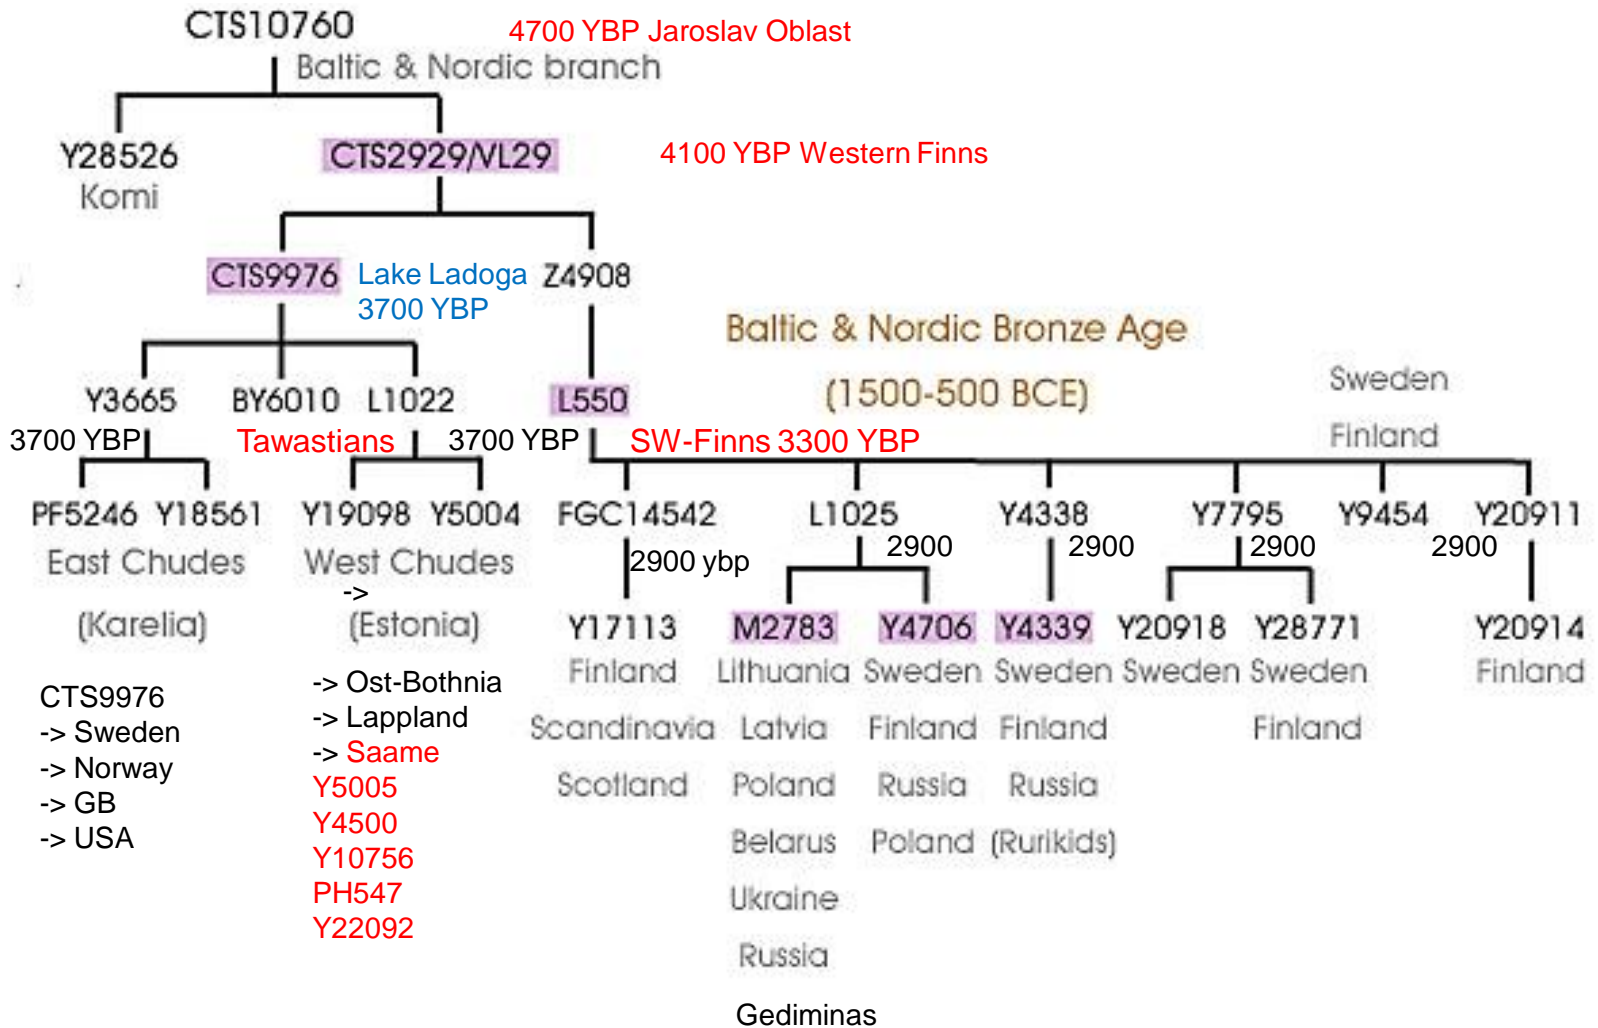 CTS10760
4700 YBP Jaroslav Oblast
Baltic & Nordic branch
Y28526
CTS2929/VL29
4100 YBP Western Finns
Komi
CTS9976
Lake Ladoga
3700 YBP
Z4908
Baltic & Nordic Bronze Age
(1500-500 BCE)
Sweden
Finland
Y3665
BY6010
L1022
L550
3700 YBP
Tawastians
3700 YBP
SW-Finns 3300 YBP
PF5246
Y18561
Y19098
Y5004
FGC14542
L1025
Y4338
Y7795
Y9454
Y20911
East Chudes
(Karelia)
West Chudes
->
(Estonia)
2900 ybp
2900
2900
2900
2900
Y17113
Finland
Scandinavia
Scotland
M2783
Lithuania
Latvia
Poland
Belarus
Ukraine
Russia
Gediminas
Y4706
Sweden
Finland
Russia
Poland
Y4339
Sweden
Finland
Russia
(Rurikids)
Y20918
Sweden
Y28771
Sweden
Finland
Y20914
Finland
CTS9976
-> Sweden
-> Norway
-> GB
-> USA
-> Ost-Bothnia
-> Lappland
-> Saame
Y5005
Y4500
Y10756
PH547
Y22092